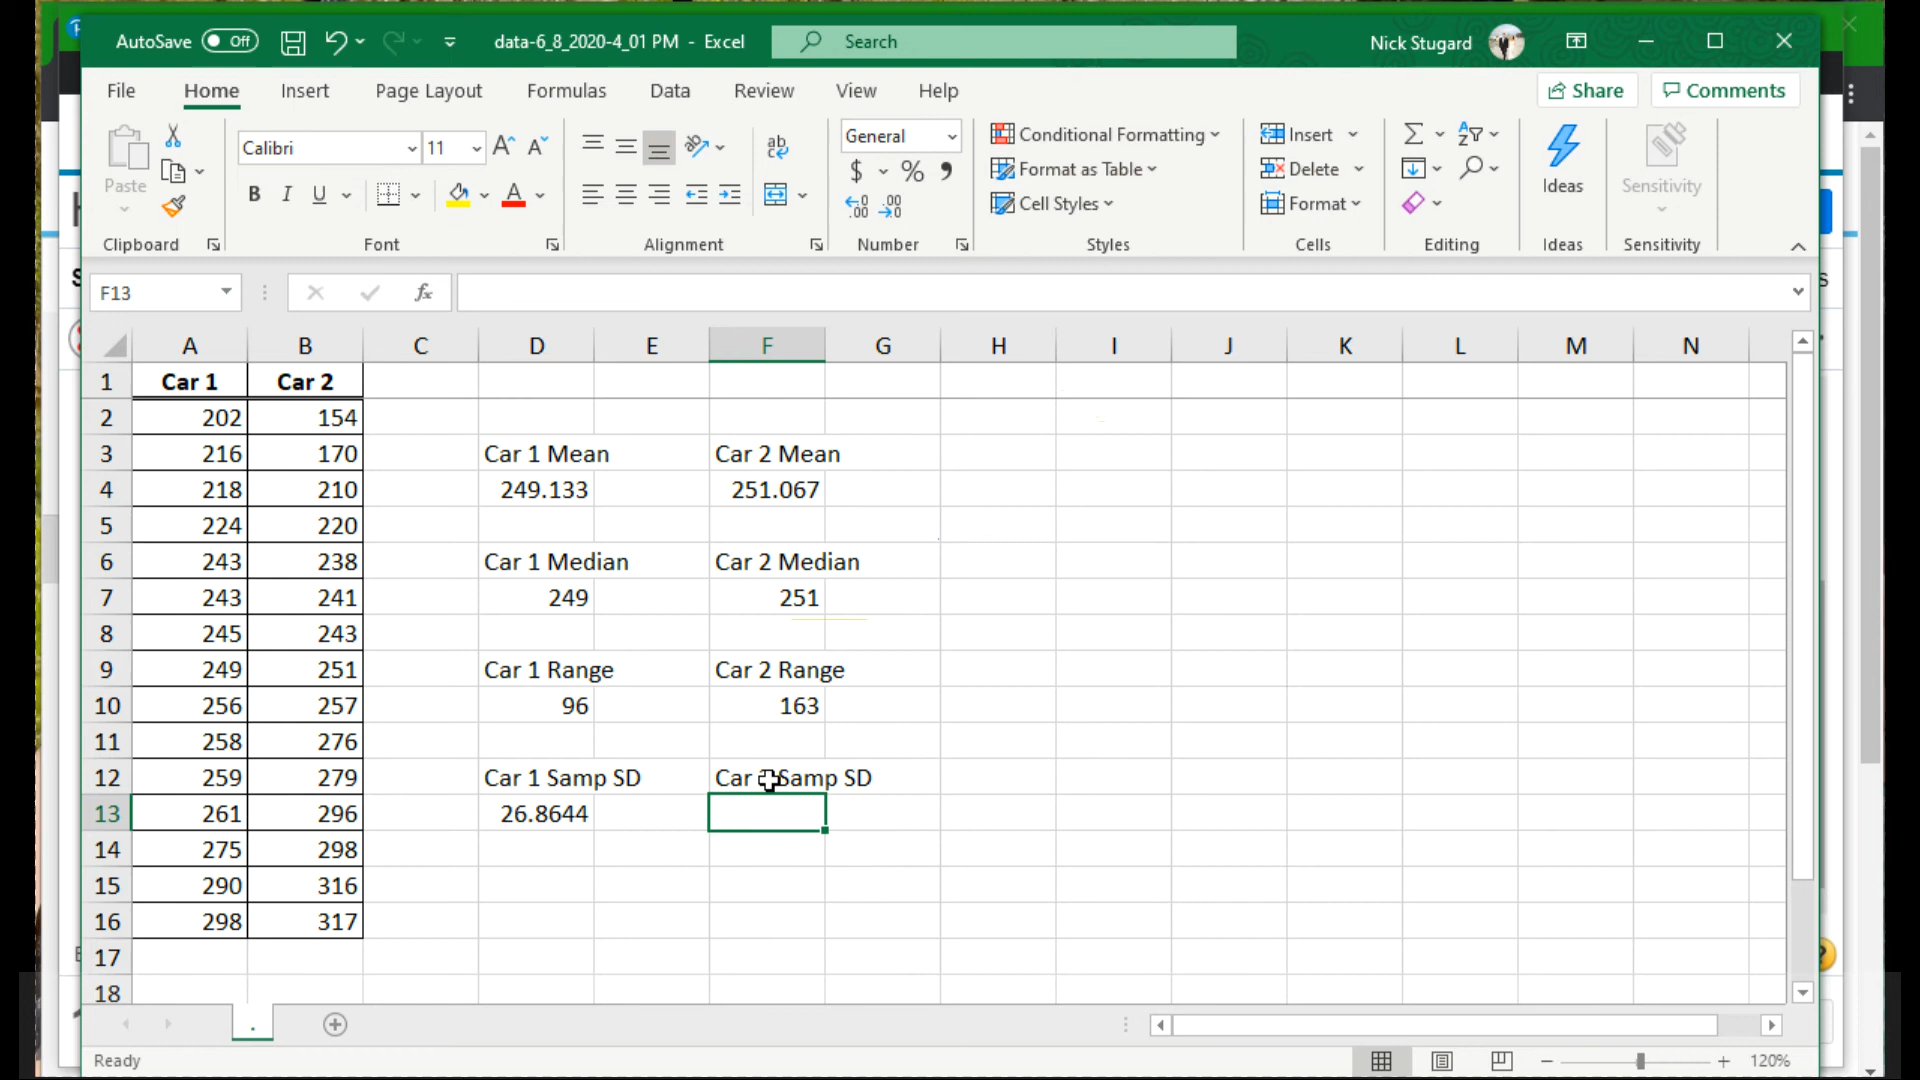 AutoSave Off data-6_8_2020-4_01 PM - Excel Search Nick Stugard
File Home Insert Page Layout Formulas Data Review View Help Share Comments
Paste
Clipboard
Calibri 11
B I U A
Font
ab
Alignment
General
$ % 9
.00 .00
Number
Conditional Formatting
Format as Table
Cell Styles
Styles
Insert
Delete
Format
Cells
Editing
Ideas
Ideas
Sensitivity
Sensitivity
F13 fx
A B C D E F G H I J K L M N
1 Car 1 Car 2
2 202 154
3 216 170 Car 1 Mean Car 2 Mean
4 218 210 249.133 251.067
5 224 220
6 243 238 Car 1 Median Car 2 Median
7 243 241 249 251
8 245 243
9 249 251 Car 1 Range Car 2 Range
10 256 257 96 163
11 258 276
12 259 279 Car 1 Samp SD Car Samp SD
13 261 296 26.8644
14 275 298
15 290 316
16 298 317
17
18
.
Ready 120%